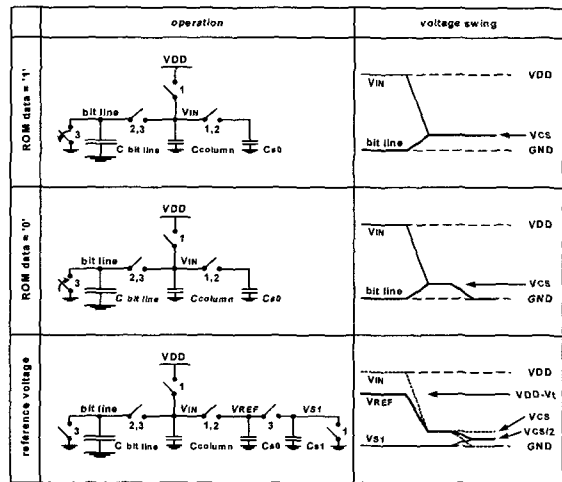 operation
voltage swing
ROM data = '1'
VDD
1
bit line
VIN
3
2,3
1,2
C bit line
Ccolumn
Cs0
VDD
VIN
VCS
bit line
GND
ROM data = '0'
VDD
1
bit line
VIN
3
2,3
1,2
C bit line
Ccolumn
Cs0
VDD
VIN
VCS
bit line
GND
reference voltage
VDD
1
bit line
VIN
VREF
VS1
3
2,3
1,2
3
1
C bit line
Ccolumn
Cs0
Cs1
VDD
VIN
VDD-Vt
VREF
VCS
VCS/2
VS1
GND